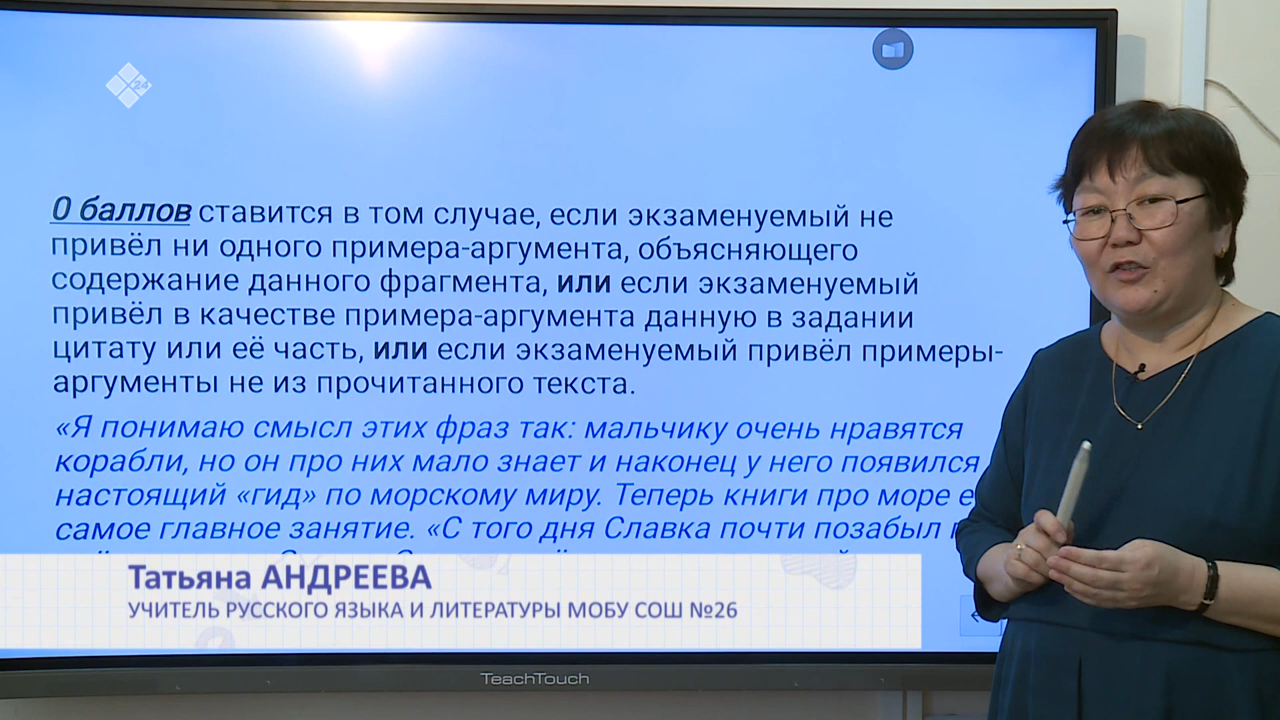 24
0 баллов ставится в том случае, если экзаменуемый не
привёл ни одного примера-аргумента, объясняющего
содержание данного фрагмента, или если экзаменуемый
привёл в качестве примера-аргумента данную в задании
цитату или её часть, или если экзаменуемый привёл примеры-
аргументы не из прочитанного текста.
«Я понимаю смысл этих фраз так: мальчику очень нравятся
корабли, но он про них мало знает и наконец у него появился
настоящий «гид» по морскому миру. Теперь книги про море
самое главное занятие. «С того дня Славка почти позабыл
Татьяна АНДРЕЕВА
УЧИТЕЛЬ РУССКОГО ЯЗЫКА И ЛИТЕРАТУРЫ МОБУ СОШ №26
TeachTouch